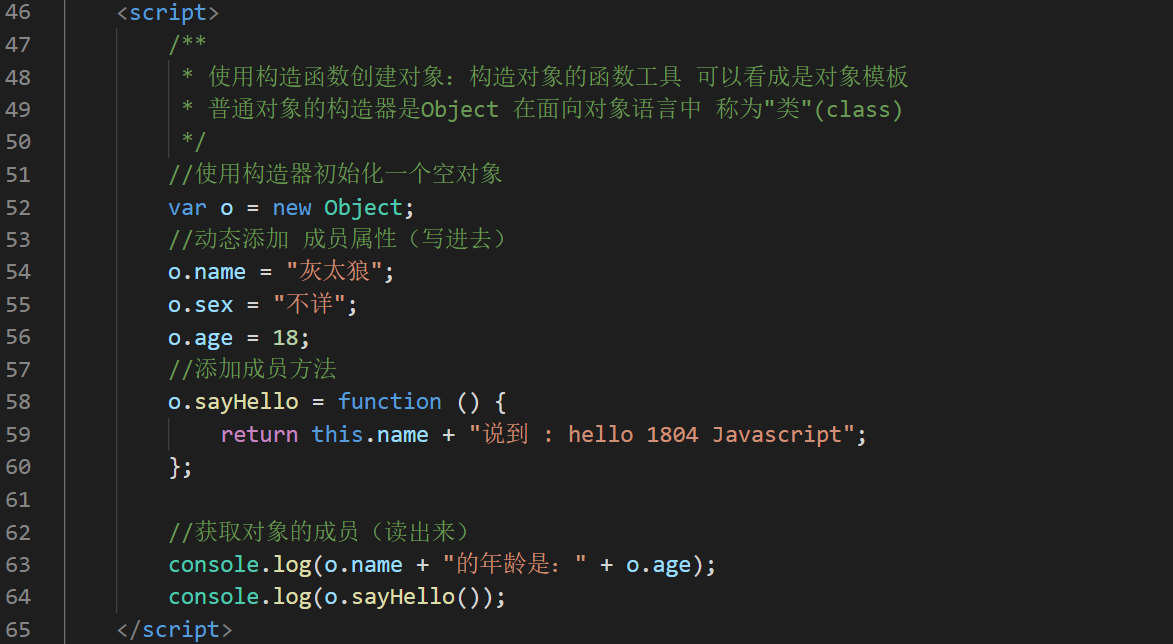 46 <script>
47 /**
48 * 使用构造函数创建对象：构造对象的函数工具 可以看成是对象模板
49 * 普通对象的构造器是Object 在面向对象语言中 称为"类"(class)
50 */
51 //使用构造器初始化一个空对象
52 var o = new Object;
53 //动态添加 成员属性（写进去）
54 o.name = "灰太狼";
55 o.sex = "不详";
56 o.age = 18;
57 //添加成员方法
58 o.sayHello = function () {
59 return this.name + "说到 : hello 1804 Javascript";
60 };
61
62 //获取对象的成员（读出来）
63 console.log(o.name + "的年龄是：" + o.age);
64 console.log(o.sayHello());
65 </script>